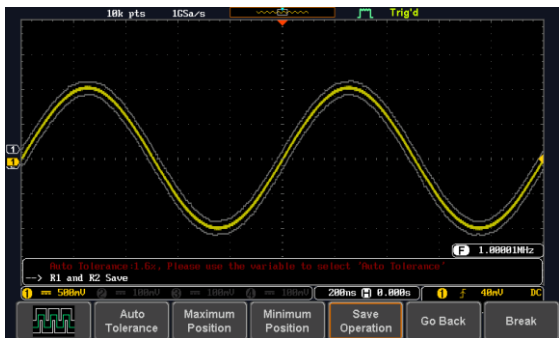 10k pts 1GSa/s Trig'd
1
1
F 1.00001MHz
Auto Tolerance:1.6%, Please use the variable to select 'Auto Tolerance'
--> R1 and R2 Save
1 500mV 2 100mV 3 100mV 4 100mV 200ns H 0.000s 1 40mV DC
Auto Tolerance
Maximum Position
Minimum Position
Save Operation
Go Back
Break